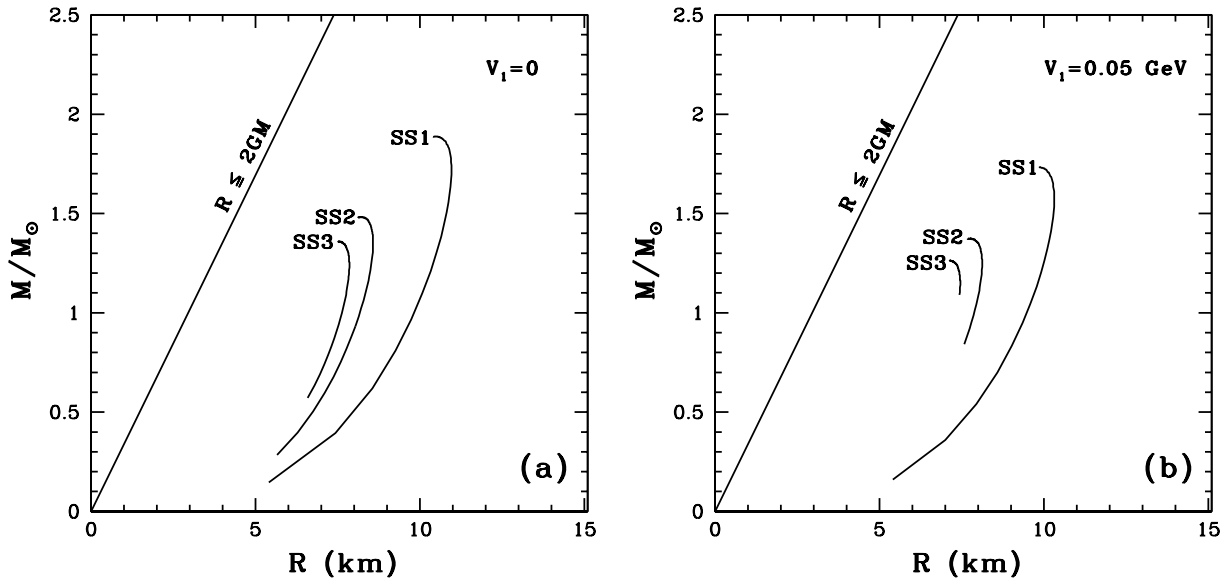 2.5
V₁=0
2
SS1
R ≦ 2GM
1.5
SS2
SS3
M/M⊙
1
0.5
(a)
0
0
5
10
15
R (km)
2.5
V₁=0.05 GeV
2
SS1
R ≦ 2GM
1.5
SS2
SS3
M/M⊙
1
0.5
(b)
0
0
5
10
15
R (km)